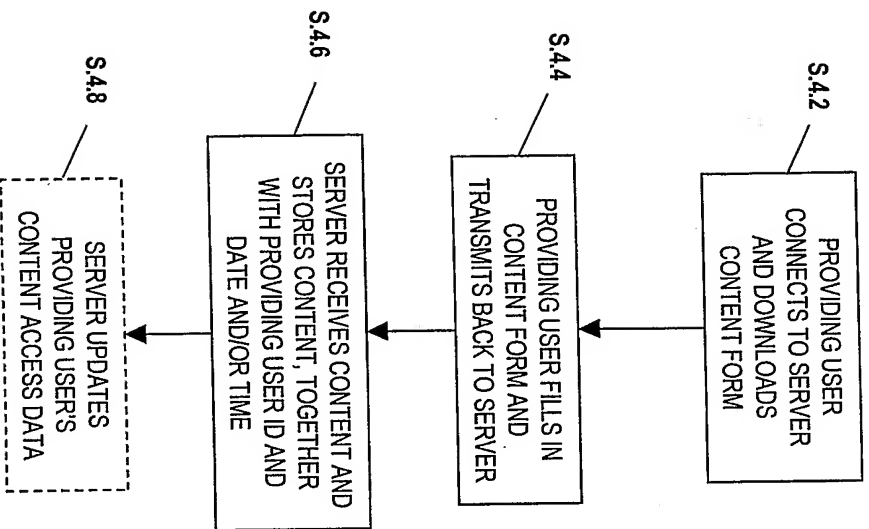 S.4.2
PROVIDING USER
CONNECTS TO SERVER
AND DOWNLOADS
CONTENT FORM
S.4.4
PROVIDING USER FILLS IN
CONTENT FORM AND
TRANSMITS BACK TO SERVER
S.4.6
SERVER RECEIVES CONTENT AND
STORES CONTENT, TOGETHER
WITH PROVIDING USER ID AND
DATE AND/OR TIME
S.4.8
SERVER UPDATES
PROVIDING USER'S
CONTENT ACCESS DATA